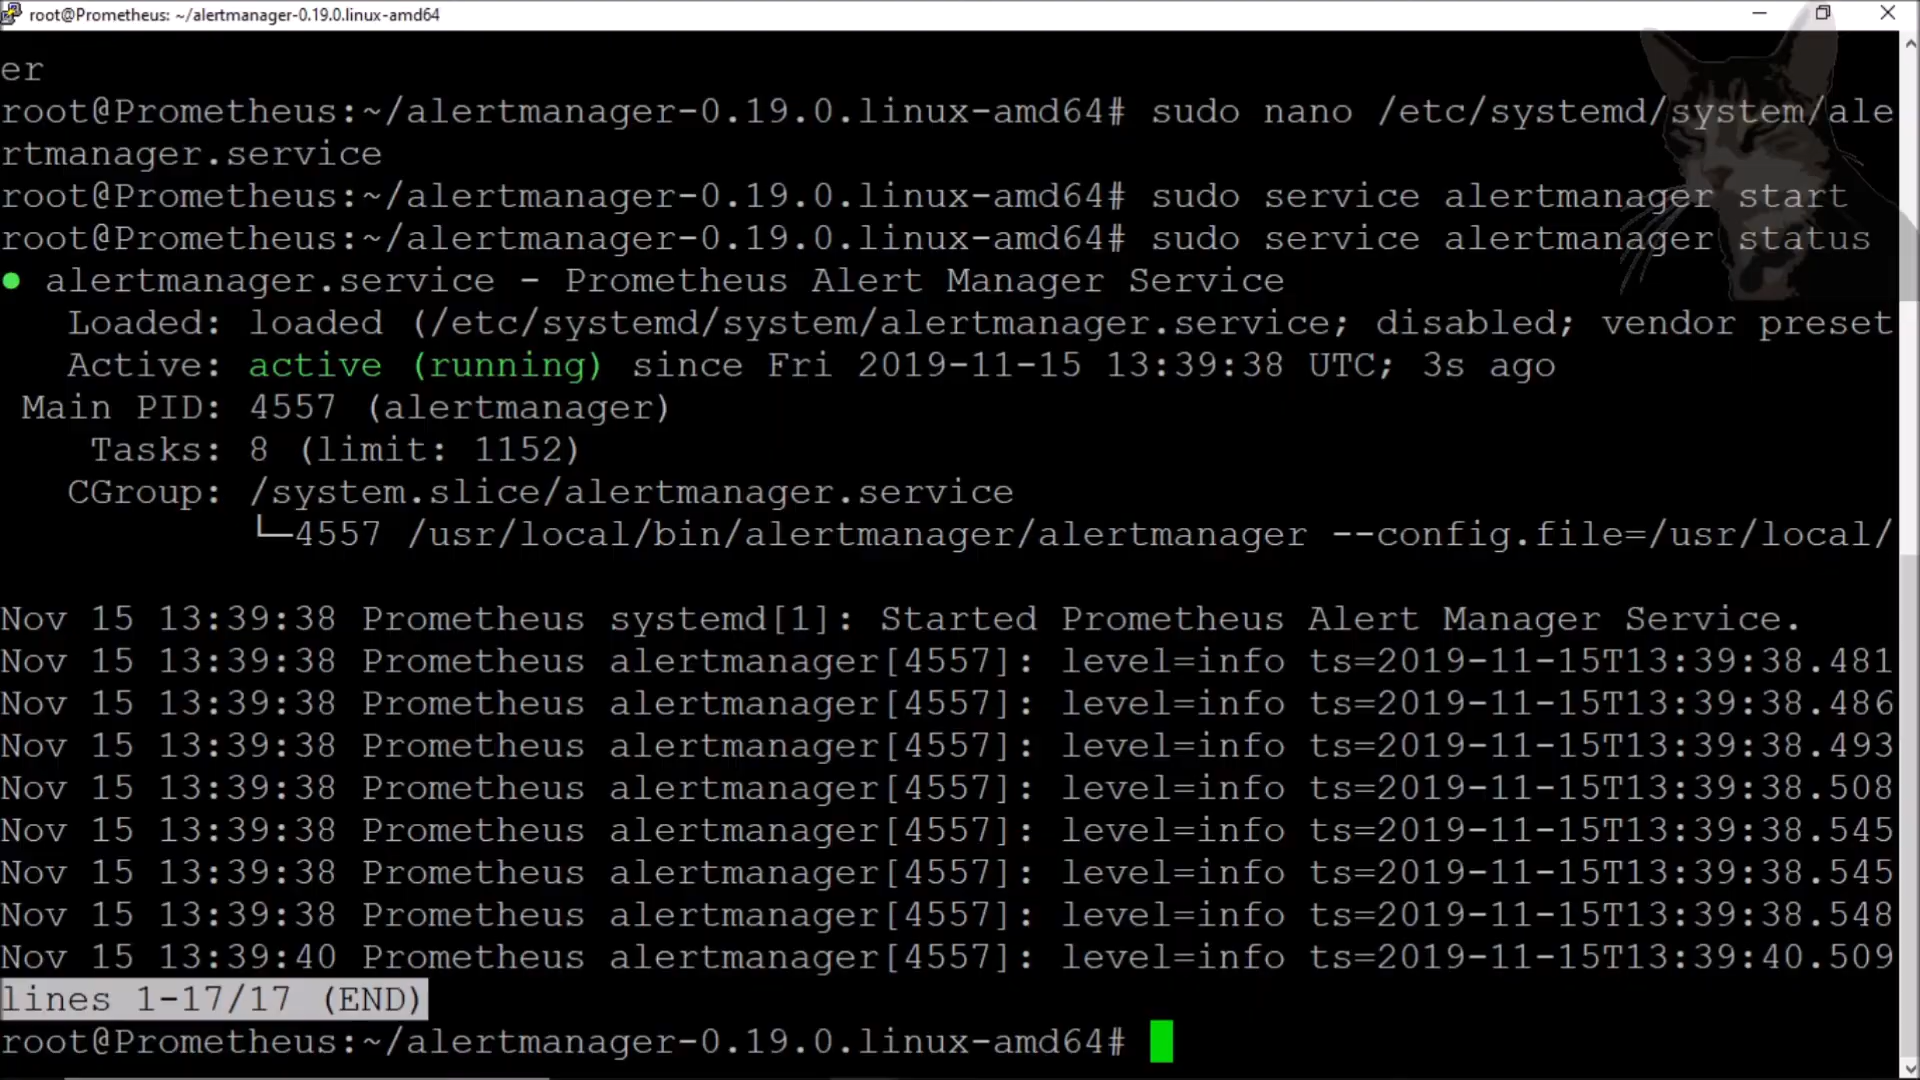 root@Prometheus: ~/alertmanager-0.19.0.linux-amd64
er
root@Prometheus:~/alertmanager-0.19.0.linux-amd64# sudo nano /etc/systemd/system/ale
rtmanager.service
root@Prometheus:~/alertmanager-0.19.0.linux-amd64# sudo service alertmanager start
root@Prometheus:~/alertmanager-0.19.0.linux-amd64# sudo service alertmanager status
● alertmanager.service - Prometheus Alert Manager Service
Loaded: loaded (/etc/systemd/system/alertmanager.service; disabled; vendor preset
Active: active (running) since Fri 2019-11-15 13:39:38 UTC; 3s ago
Main PID: 4557 (alertmanager)
Tasks: 8 (limit: 1152)
CGroup: /system.slice/alertmanager.service
└─4557 /usr/local/bin/alertmanager/alertmanager --config.file=/usr/local/
Nov 15 13:39:38 Prometheus systemd[1]: Started Prometheus Alert Manager Service.
Nov 15 13:39:38 Prometheus alertmanager[4557]: level=info ts=2019-11-15T13:39:38.481
Nov 15 13:39:38 Prometheus alertmanager[4557]: level=info ts=2019-11-15T13:39:38.486
Nov 15 13:39:38 Prometheus alertmanager[4557]: level=info ts=2019-11-15T13:39:38.493
Nov 15 13:39:38 Prometheus alertmanager[4557]: level=info ts=2019-11-15T13:39:38.508
Nov 15 13:39:38 Prometheus alertmanager[4557]: level=info ts=2019-11-15T13:39:38.545
Nov 15 13:39:38 Prometheus alertmanager[4557]: level=info ts=2019-11-15T13:39:38.545
Nov 15 13:39:38 Prometheus alertmanager[4557]: level=info ts=2019-11-15T13:39:38.548
Nov 15 13:39:40 Prometheus alertmanager[4557]: level=info ts=2019-11-15T13:39:40.509
lines 1-17/17 (END)
root@Prometheus:~/alertmanager-0.19.0.linux-amd64#